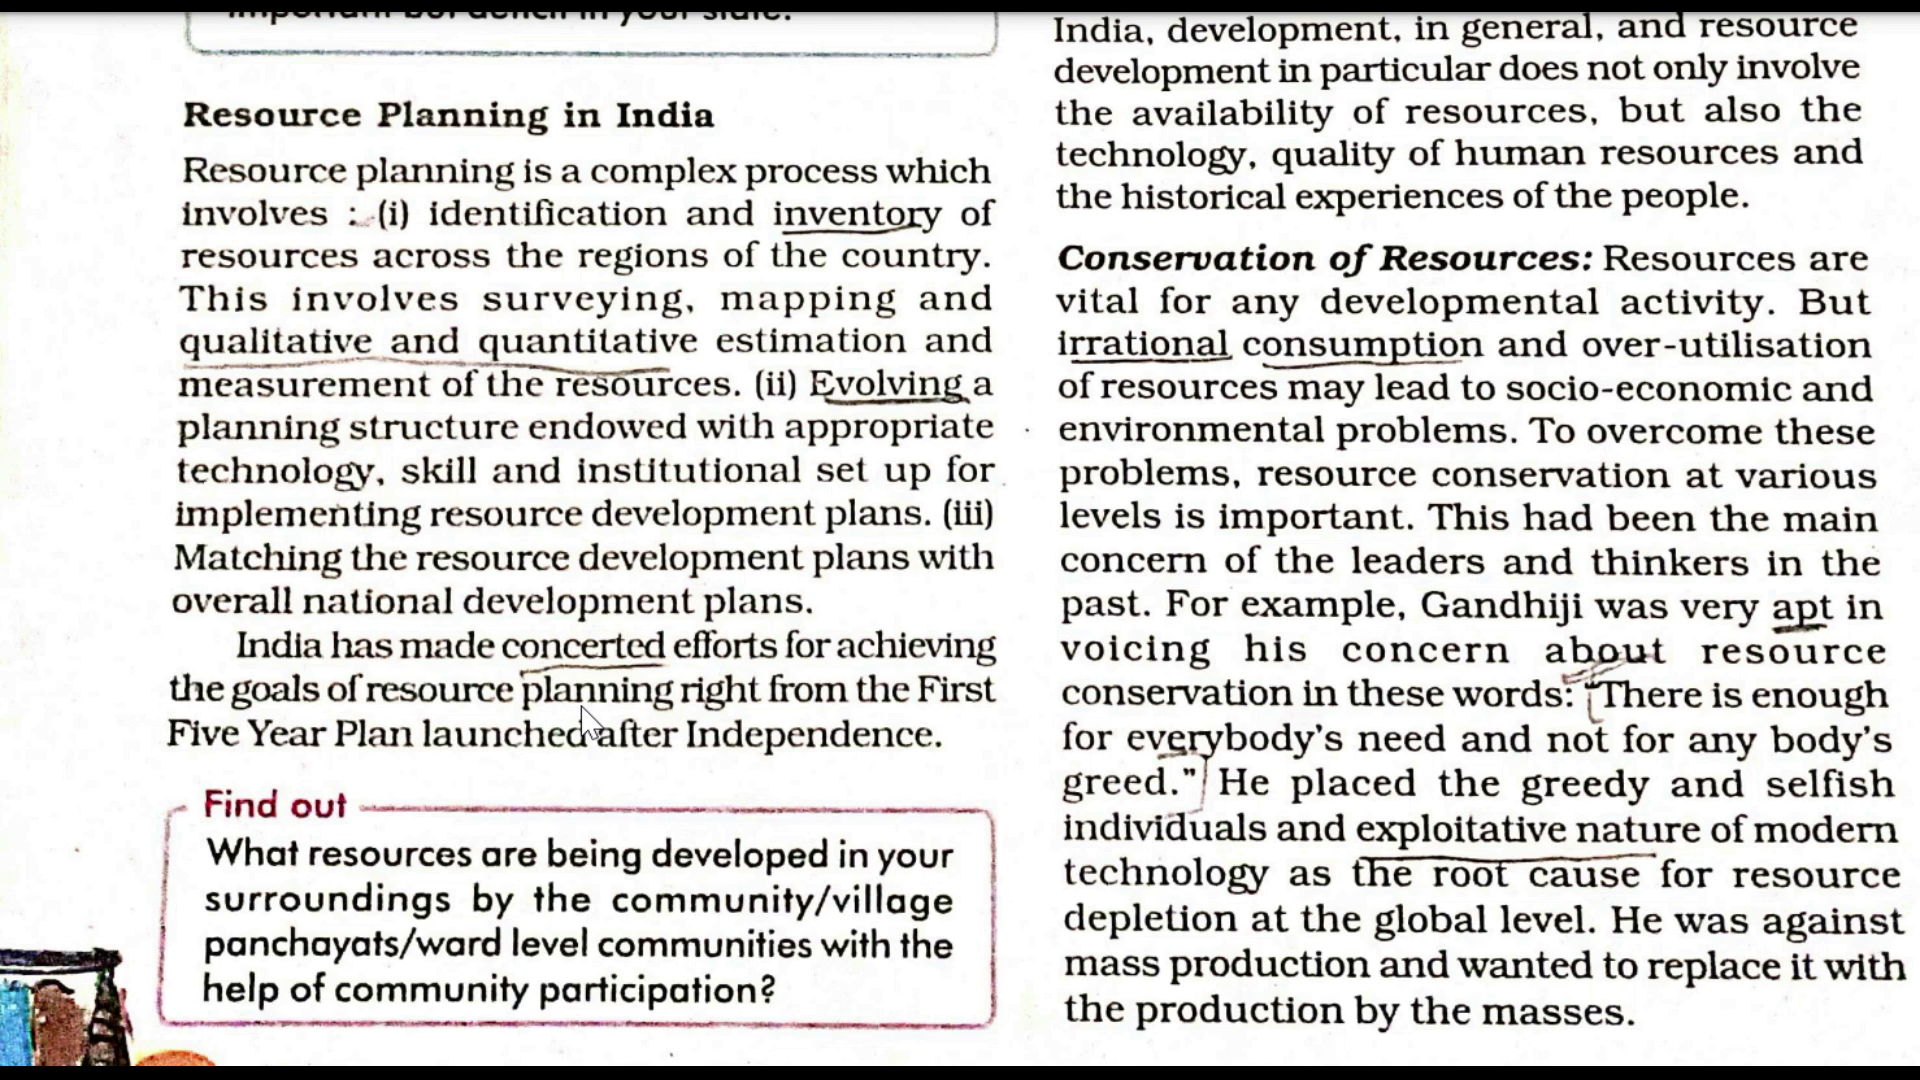 important but deficit in your state.
Resource Planning in India
Resource planning is a complex process which
involves : (i) identification and inventory of
resources across the regions of the country.
This involves surveying, mapping and
qualitative and quantitative estimation and
measurement of the resources. (ii) Evolving a
planning structure endowed with appropriate
technology, skill and institutional set up for
implementing resource development plans. (iii)
Matching the resource development plans with
overall national development plans.
India has made concerted efforts for achieving
the goals of resource planning right from the First
Five Year Plan launched after Independence.
Find out
What resources are being developed in your
surroundings by the community/village
panchayats/ward level communities with the
help of community participation?
India, development, in general, and resource
development in particular does not only involve
the availability of resources, but also the
technology, quality of human resources and
the historical experiences of the people.
Conservation of Resources: Resources are
vital for any developmental activity. But
irrational consumption and over-utilisation
of resources may lead to socio-economic and
environmental problems. To overcome these
problems, resource conservation at various
levels is important. This had been the main
concern of the leaders and thinkers in the
past. For example, Gandhiji was very apt in
voicing his concern about resource
conservation in these words: “There is enough
for everybody’s need and not for any body’s
greed.” He placed the greedy and selfish
individuals and exploitative nature of modern
technology as the root cause for resource
depletion at the global level. He was against
mass production and wanted to replace it with
the production by the masses.